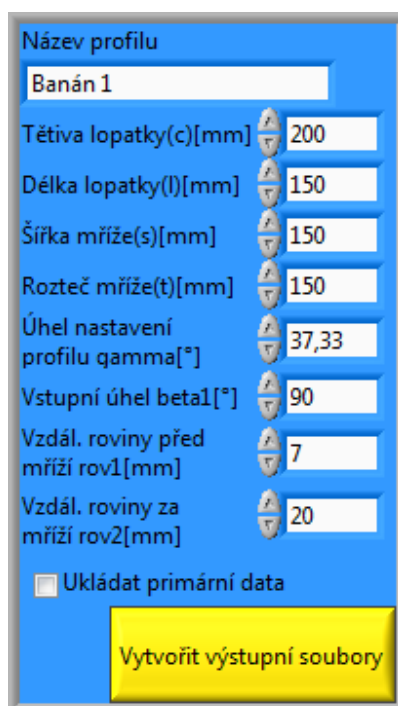 Název profilu
Banán 1
Tětiva lopatky(c)[mm] 200
Délka lopatky(l)[mm] 150
Šířka mříže(s)[mm] 150
Rozteč mříže(t)[mm] 150
Úhel nastavení
profilu gamma[°] 37,33
Vstupní úhel beta1[°] 90
Vzdál. roviny před
mříží rov1[mm] 7
Vzdál. roviny za
mříží rov2[mm] 20
Ukládat primární data
Vytvořit výstupní soubory